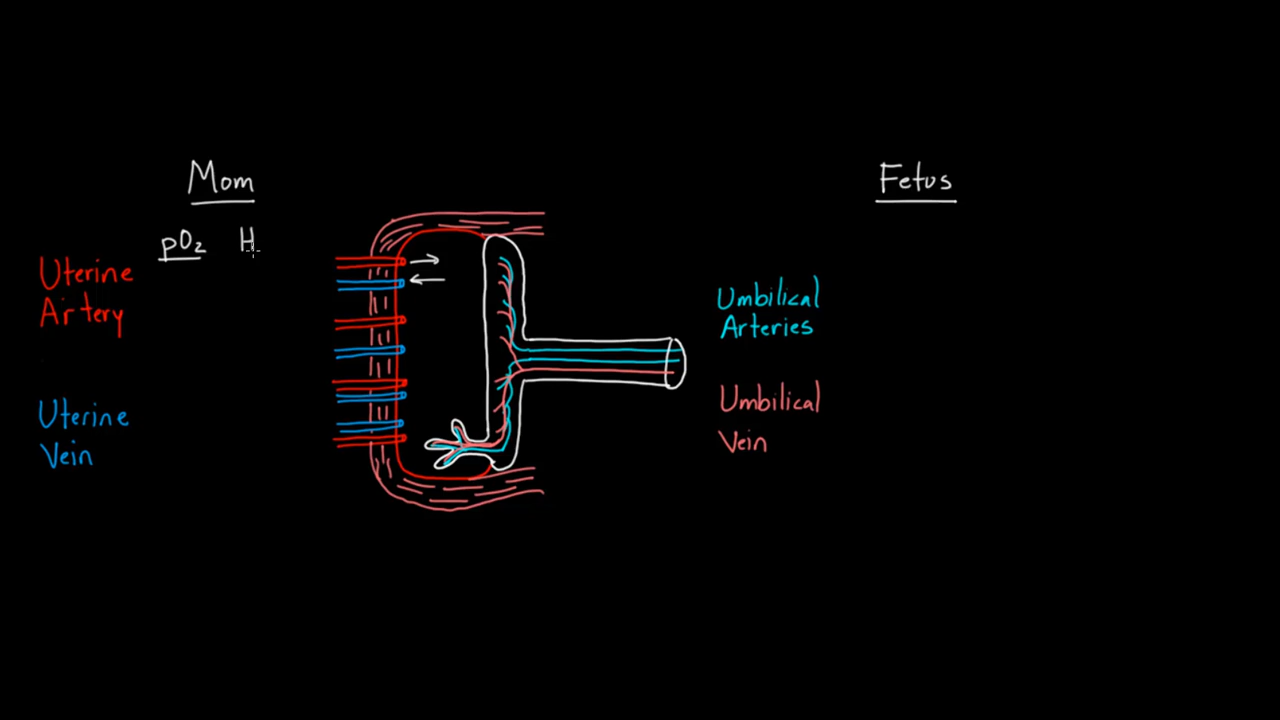 Mom
pO₂ H
Uterine
Artery
Uterine
Vein
Fetus
Umbilical
Arteries
Umbilical
Vein